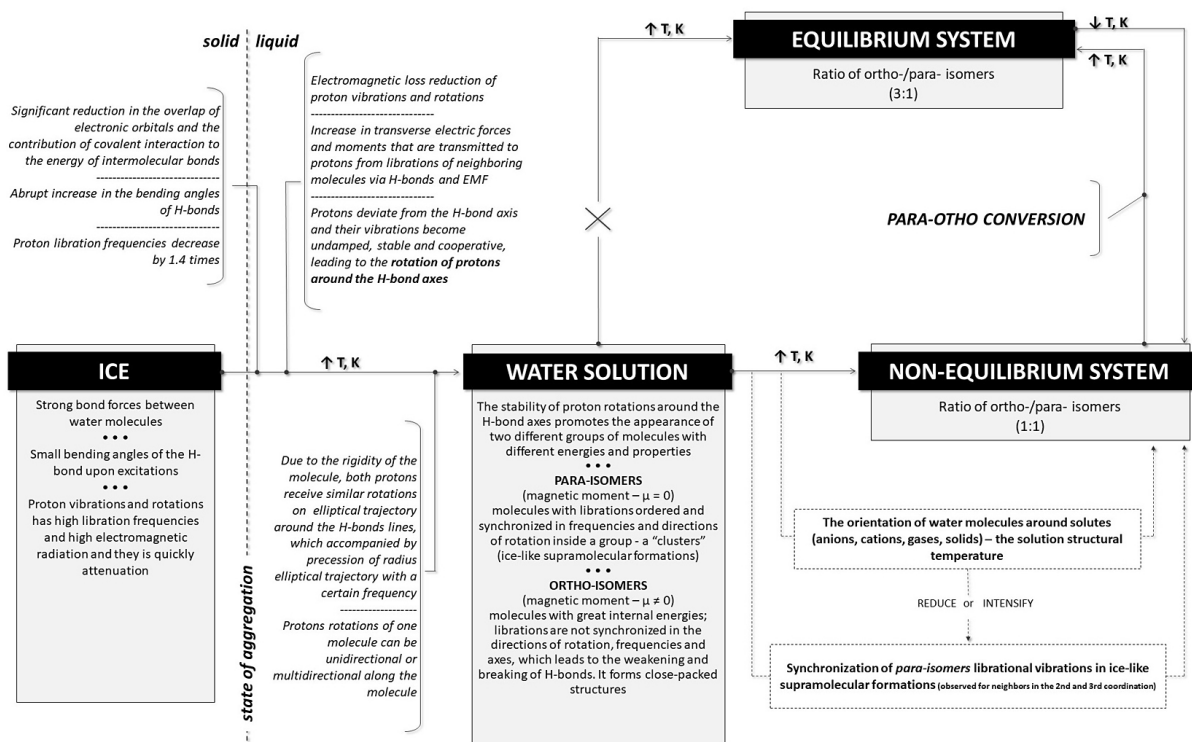 solid
liquid
Significant reduction in the overlap of
electronic orbitals and the
contribution of covalent interaction to
the energy of intermolecular bonds
------------------------------
Abrupt increase in the bending angles
of H-bonds
------------------------------
Proton libration frequencies decrease
by 1.4 times
Electromagnetic loss reduction of
proton vibrations and rotations
------------------------------
Increase in transverse electric forces
and moments that are transmitted to
protons from librations of neighboring
molecules via H-bonds and EMF
------------------------------
Protons deviate from the H-bond axis
and their vibrations become
undamped, stable and cooperative,
leading to the rotation of protons
around the H-bond axes
↑ T, K
EQUILIBRIUM SYSTEM
Ratio of ortho-/para- isomers
(3:1)
↓ T, K
↑ T, K
PARA-OTHO CONVERSION
ICE
Strong bond forces between
water molecules
• • •
Small bending angles of the H-
bond upon excitations
• • •
Proton vibrations and rotations
has high libration frequencies
and high electromagnetic
radiation and they is quickly
attenuation
state of aggregation
↑ T, K
Due to the rigidity of the
molecule, both protons
receive similar rotations
on elliptical trajectory
around the H-bonds lines,
which accompanied by
precession of radius
elliptical trajectory with a
certain frequency
-------------------
Protons rotations of one
molecule can be
unidirectional or
multidirectional along the
molecule
WATER SOLUTION
The stability of proton rotations around the
H-bond axes promotes the appearance of
two different groups of molecules with
different energies and properties
• • •
PARA-ISOMERS
(magnetic moment – μ = 0)
molecules with librations ordered and
synchronized in frequencies and directions
of rotation inside a group - a “clusters”
(ice-like supramolecular formations)
• • •
ORTHO-ISOMERS
(magnetic moment – μ ≠ 0)
molecules with great internal energies;
librations are not synchronized in the
directions of rotation, frequencies and
axes, which leads to the weakening and
breaking of H-bonds. It forms close-packed
structures
↑ T, K
NON-EQUILIBRIUM SYSTEM
Ratio of ortho-/para- isomers
(1:1)
The orientation of water molecules around solutes
(anions, cations, gases, solids) – the solution structural
temperature
REDUCE or INTENSIFY
Synchronization of para-isomers librational vibrations in ice-like
supramolecular formations (observed for neighbors in the 2nd and 3rd coordination)